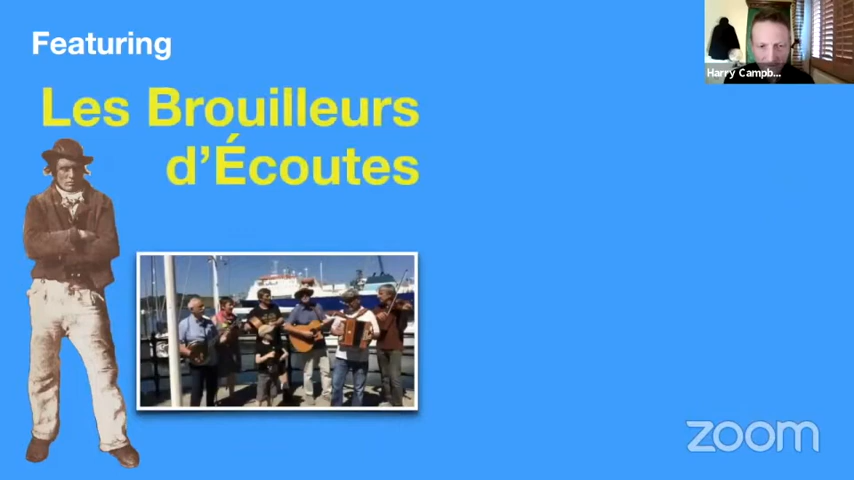 Featuring
Les Brouilleurs
d’Écoutes
Harry Campb...
zoom